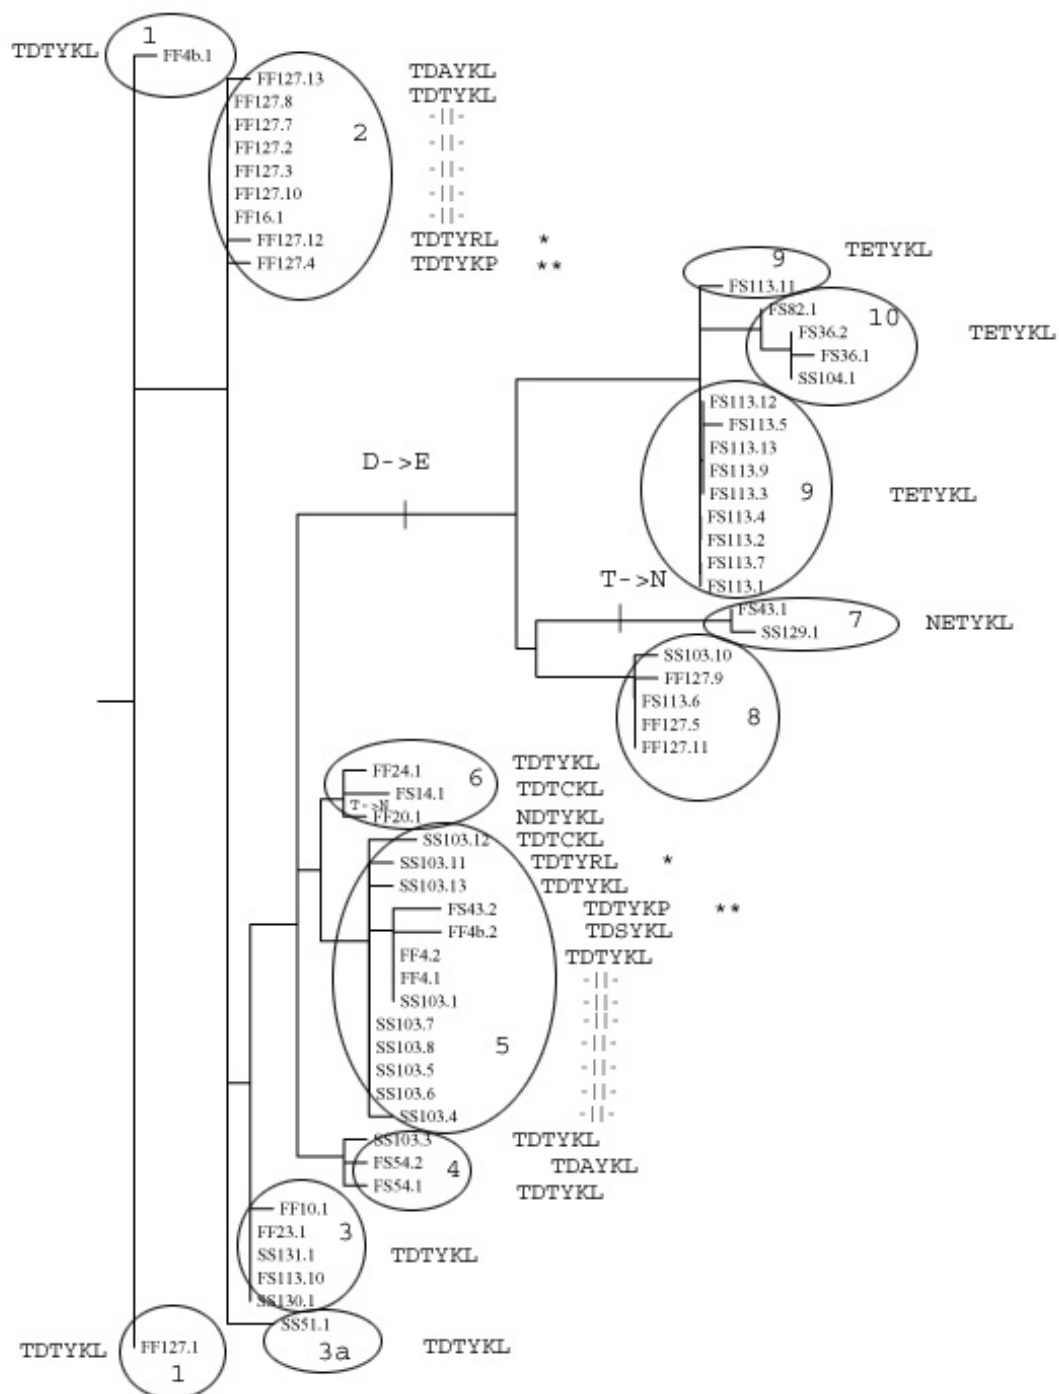 1
TDTYKL FF4b.1
FF127.13 TDAYKL
FF127.8 TDTYKL
FF127.7 -||-
2
FF127.2 -||-
FF127.3 -||-
FF127.10 -||-
FF16.1 -||-
FF127.12 TDTYRL *
FF127.4 TDTYKP **
9 TETYKL
FS113.11
FS82.1
10
FS36.2 TETYKL
FS36.1
SS104.1
FS113.12
FS113.5
FS113.13
D->E
FS113.9
FS113.3 9 TETYKL
FS113.4
FS113.2
FS113.7
T->N
FS113.1
FS43.1
7 NETYKL
SS129.1
SS103.10
FF127.9
FS113.6
8
FF127.5
FF127.11
FF24.1 6 TDTYKL
FS14.1 TDTCKL
T->N
FF20.1 NDTYKL
SS103.12 TDTCKL
SS103.11 TDTYRL *
SS103.13 TDTYKL
FS43.2 TDTYKP **
FF4b.2 TDSYKL
FF4.2 TDTYKL
FF4.1 -||-
SS103.1 -||-
SS103.7 -||-
SS103.8 5 -||-
SS103.5 -||-
SS103.6 -||-
SS103.4 -||-
SS103.3 TDTYKL
FS54.2 4 TDAYKL
FS54.1 TDTYKL
FF10.1
FF23.1 3
SS131.1 TDTYKL
FS113.10
SS130.1
SS51.1
TDTYKL FF127.1 3a TDTYKL
1